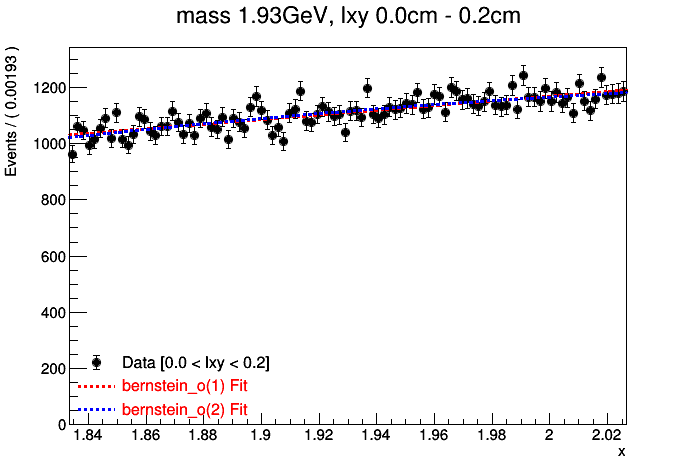 mass 1.93GeV, lxy 0.0cm - 0.2cm
Events / ( 0.00193 )
1200
1000
800
600
400
200
0
Data [0.0 < lxy < 0.2]
bernstein_o(1) Fit
bernstein_o(2) Fit
1.84 1.86 1.88 1.9 1.92 1.94 1.96 1.98 2 2.02
x